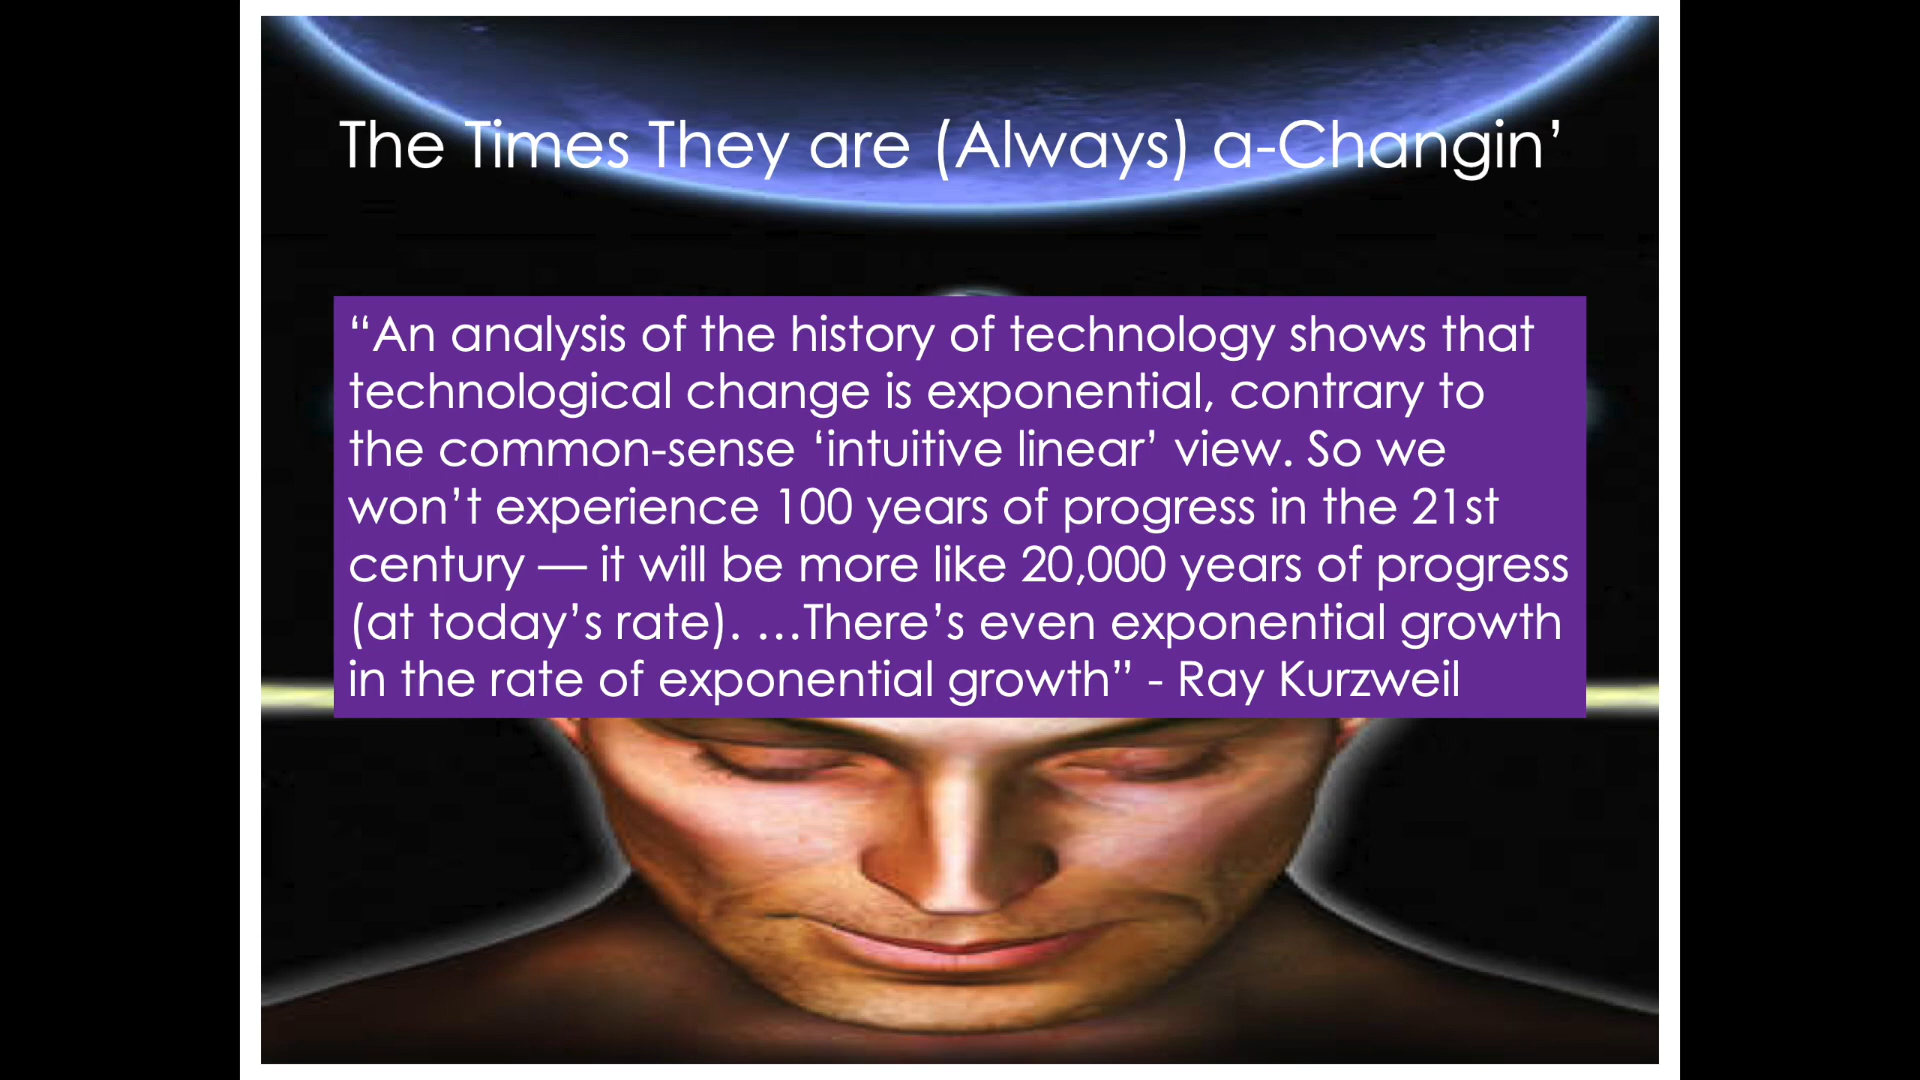 The Times They are (Always) a-Changin’
“An analysis of the history of technology shows that
technological change is exponential, contrary to
the common-sense ‘intuitive linear’ view. So we
won’t experience 100 years of progress in the 21st
century — it will be more like 20,000 years of progress
(at today’s rate). …There’s even exponential growth
in the rate of exponential growth” - Ray Kurzweil